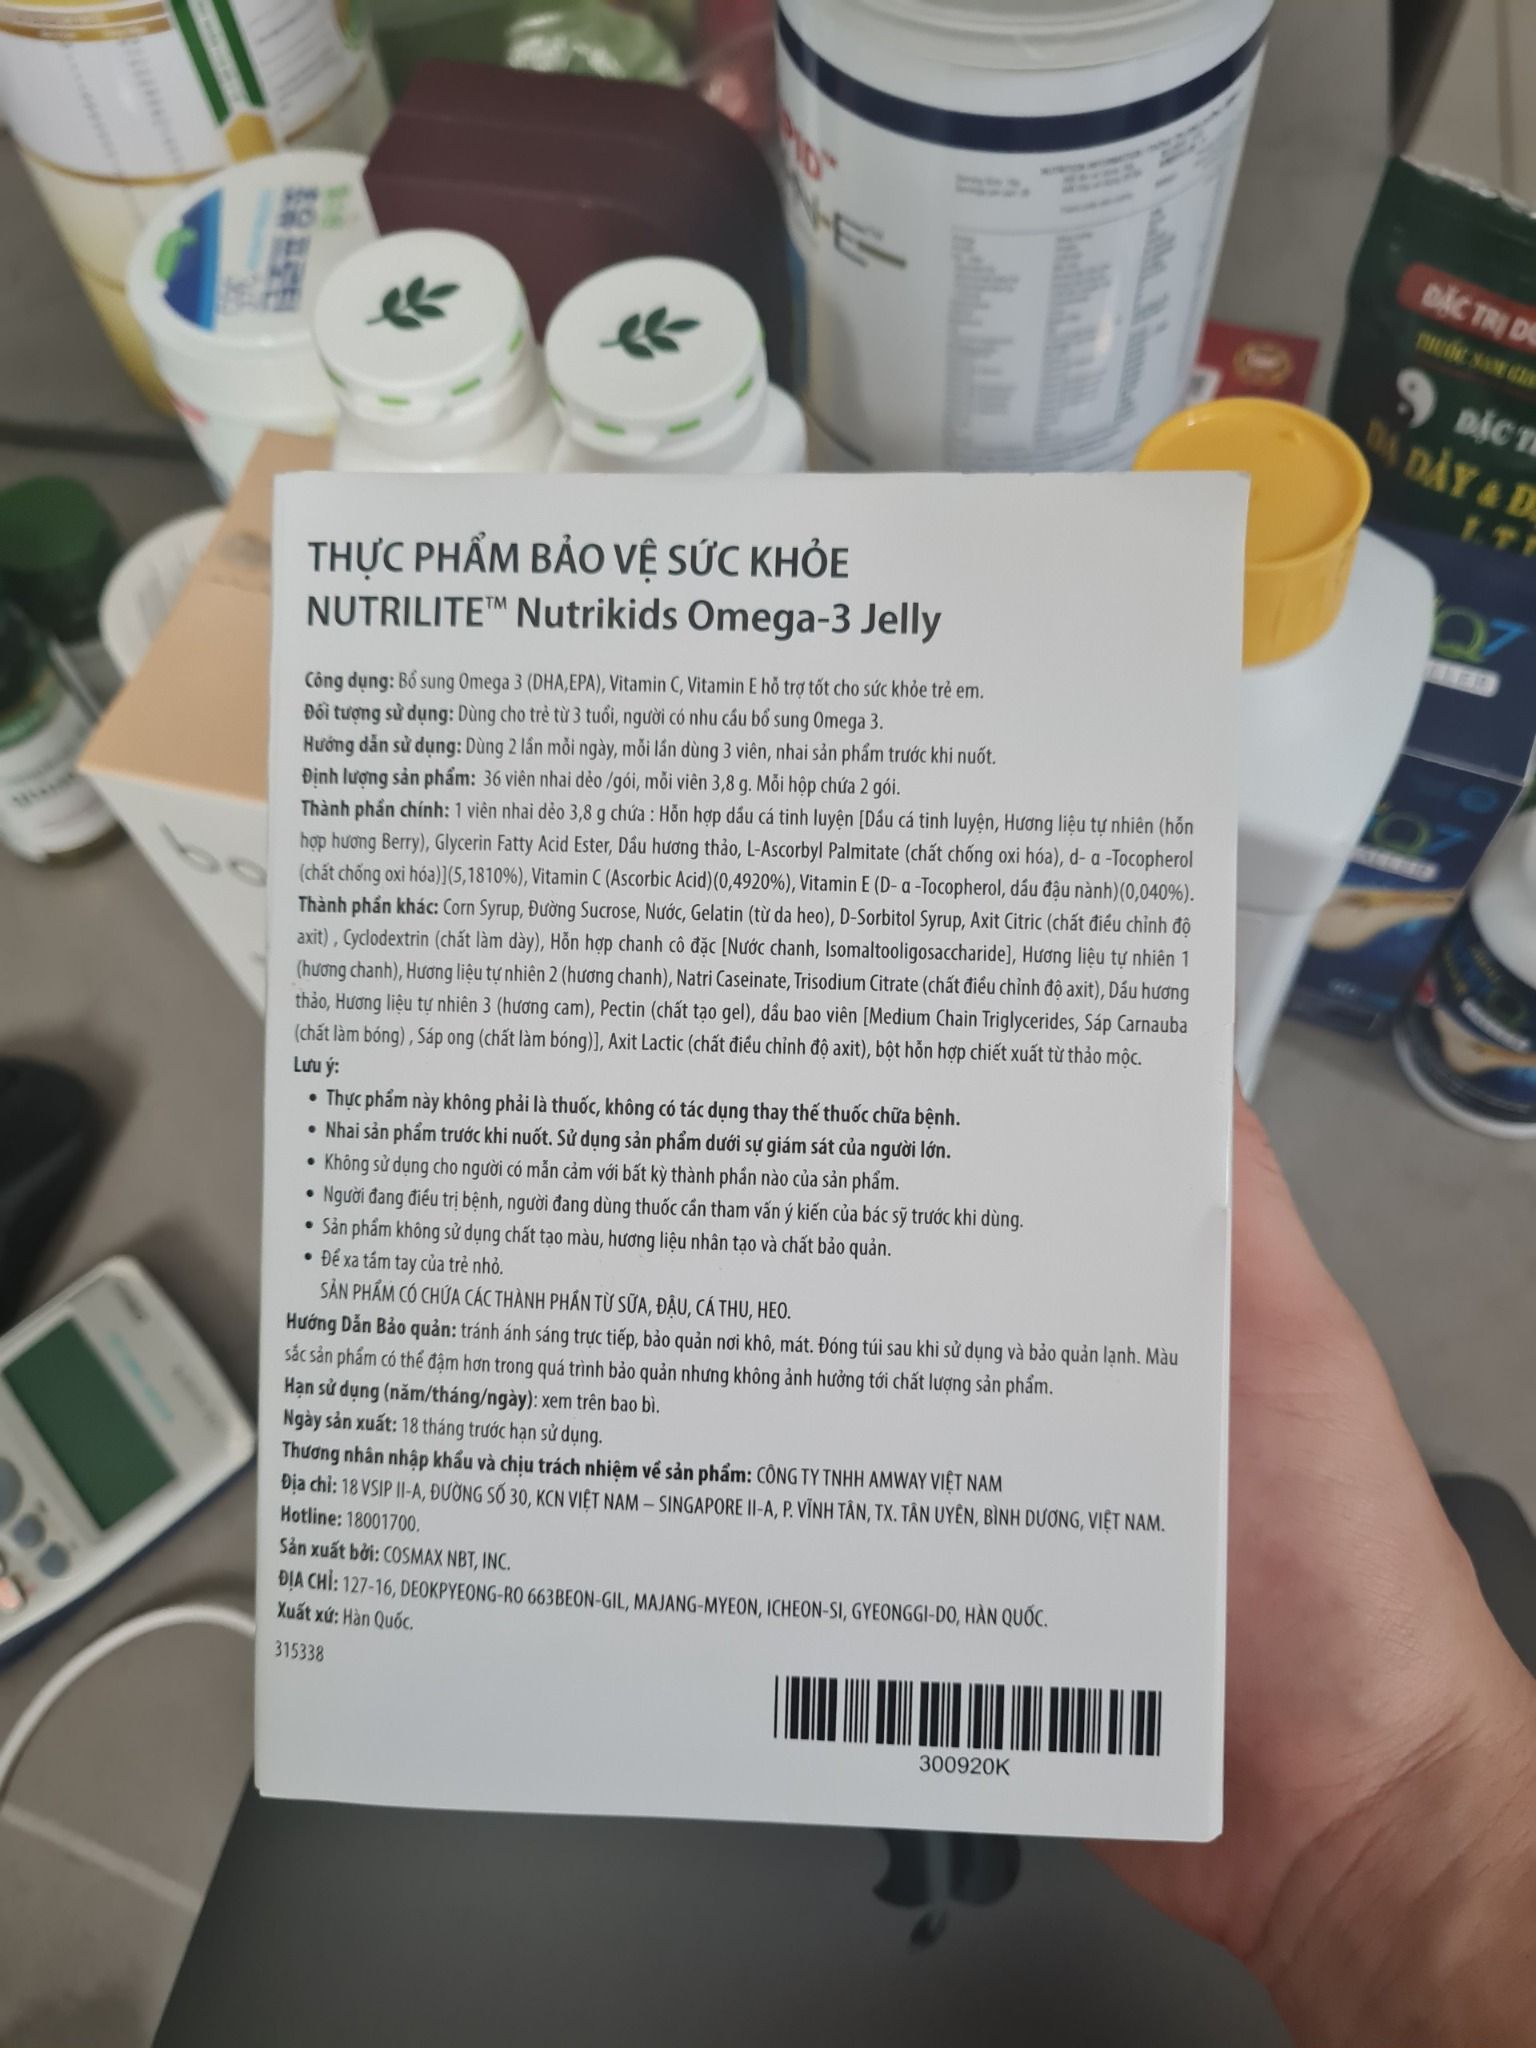 THỰC PHẨM BẢO VỆ SỨC KHỎE
NUTRILITE™ Nutrikids Omega-3 Jelly
Công dụng: Bổ sung Omega 3 (DHA,EPA), Vitamin C, Vitamin E hỗ trợ tốt cho sức khỏe trẻ em.
Đối tượng sử dụng: Dùng cho trẻ từ 3 tuổi, người có nhu cầu bổ sung Omega 3.
Hướng dẫn sử dụng: Dùng 2 lần mỗi ngày, mỗi lần dùng 3 viên, nhai sản phẩm trước khi nuốt.
Định lượng sản phẩm: 36 viên nhai dẻo /gói, mỗi viên 3,8 g. Mỗi hộp chứa 2 gói.
Thành phần chính: 1 viên nhai dẻo 3,8 g chứa : Hỗn hợp dầu cá tinh luyện [Dầu cá tinh luyện, Hương liệu tự nhiên (hỗn
hợp hương Berry), Glycerin Fatty Acid Ester, Dầu hương thảo, L-Ascorbyl Palmitate (chất chống oxi hóa), d- α -Tocopherol
(chất chống oxi hóa)](5,1810%), Vitamin C (Ascorbic Acid)(0,4920%), Vitamin E (D- α -Tocopherol, dầu đậu nành)(0,040%).
Thành phần khác: Corn Syrup, Đường Sucrose, Nước, Gelatin (từ da heo), D-Sorbitol Syrup, Axit Citric (chất điều chỉnh độ
axit) , Cyclodextrin (chất làm dày), Hỗn hợp chanh cô đặc [Nước chanh, Isomaltooligosaccharide], Hương liệu tự nhiên 1
(hương chanh), Hương liệu tự nhiên 2 (hương chanh), Natri Caseinate, Trisodium Citrate (chất điều chỉnh độ axit), Dầu hương
thảo, Hương liệu tự nhiên 3 (hương cam), Pectin (chất tạo gel), dầu bao viên [Medium Chain Triglycerides, Sáp Carnauba
(chất làm bóng) , Sáp ong (chất làm bóng)], Axit Lactic (chất điều chỉnh độ axit), bột hỗn hợp chiết xuất từ thảo mộc.
Lưu ý:
• Thực phẩm này không phải là thuốc, không có tác dụng thay thế thuốc chữa bệnh.
• Nhai sản phẩm trước khi nuốt. Sử dụng sản phẩm dưới sự giám sát của người lớn.
• Không sử dụng cho người có mẫn cảm với bất kỳ thành phần nào của sản phẩm.
• Người đang điều trị bệnh, người đang dùng thuốc cần tham vấn ý kiến của bác sỹ trước khi dùng.
• Sản phẩm không sử dụng chất tạo màu, hương liệu nhân tạo và chất bảo quản.
• Để xa tầm tay của trẻ nhỏ.
SẢN PHẨM CÓ CHỨA CÁC THÀNH PHẦN TỪ SỮA, ĐẬU, CÁ THU, HEO.
Hướng Dẫn Bảo quản: tránh ánh sáng trực tiếp, bảo quản nơi khô, mát. Đóng túi sau khi sử dụng và bảo quản lạnh. Màu
sắc sản phẩm có thể đậm hơn trong quá trình bảo quản nhưng không ảnh hưởng tới chất lượng sản phẩm.
Hạn sử dụng (năm/tháng/ngày): xem trên bao bì.
Ngày sản xuất: 18 tháng trước hạn sử dụng.
Thương nhân nhập khẩu và chịu trách nhiệm về sản phẩm: CÔNG TY TNHH AMWAY VIỆT NAM
Địa chỉ: 18 VSIP II-A, ĐƯỜNG SỐ 30, KCN VIỆT NAM – SINGAPORE II-A, P. VĨNH TÂN, TX. TÂN UYÊN, BÌNH DƯƠNG, VIỆT NAM.
Hotline: 18001700.
Sản xuất bởi: COSMAX NBT, INC.
ĐỊA CHỈ: 127-16, DEOKPYEONG-RO 663BEON-GIL, MAJANG-MYEON, ICHEON-SI, GYEONGGI-DO, HÀN QUỐC.
Xuất xứ: Hàn Quốc.
315338
300920K
ĐẶC TRỊ
THUỐC NAM
ĐẶC
DẠ DÀY &
Q7
Q7